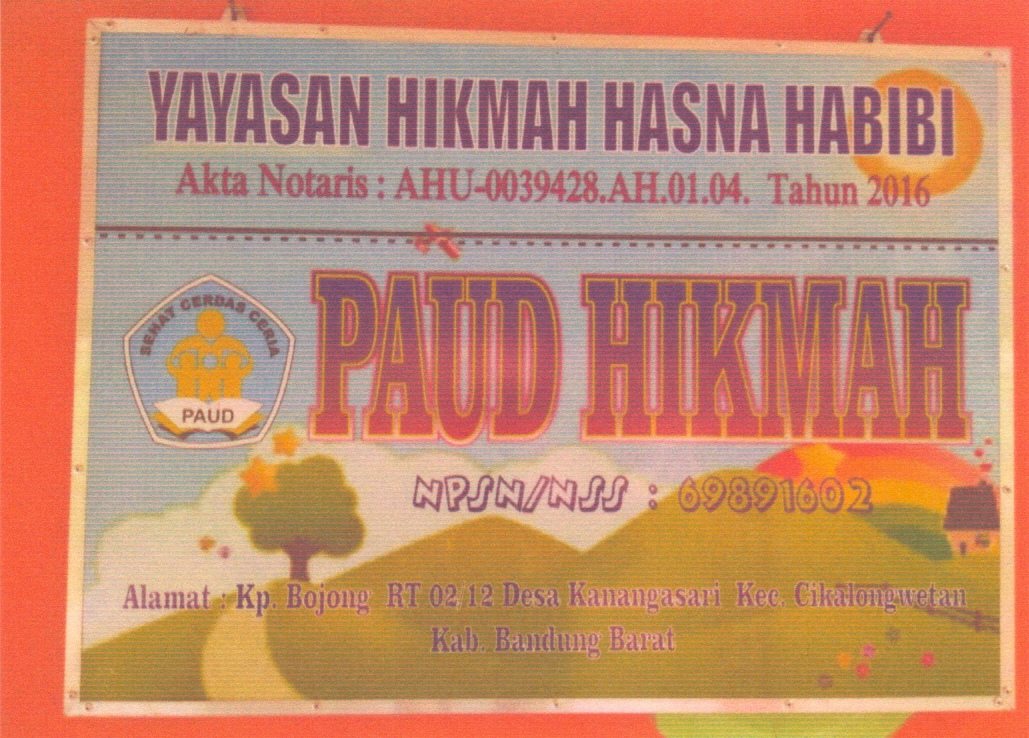 YAYASAN HIKMAH HASNA HABIBI
Akta Notaris : AHU-0039428.AH.01.04. Tahun 2016
SEHAT CERDAS CERIA
PAUD
PAUD HIKMAH
NPSN/NSS : 69891602
Alamat : Kp. Bojong RT 02/12 Desa Kanangasari Kec. Cikalongwetan
Kab. Bandung Barat